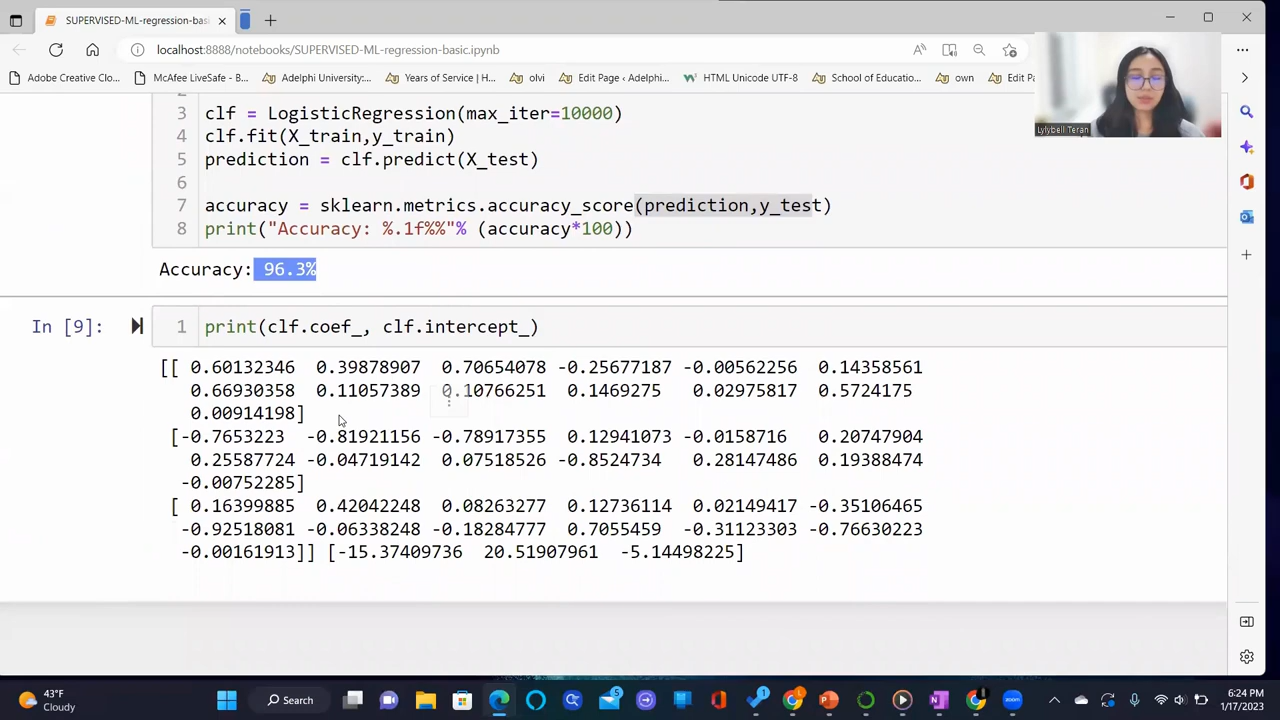 SUPERVISED-ML-regression-basi
localhost:8888/notebooks/SUPERVISED-ML-regression-basic.ipynb
Adobe Creative Clo...
McAfee LiveSafe - B...
Adelphi University:...
Years of Service | H...
olvi
Edit Page ‹ Adelphi...
HTML Unicode UTF-8
School of Educatio...
own
Edit P
Lylybell Teran
2
3 clf = LogisticRegression(max_iter=10000)
4 clf.fit(X_train,y_train)
5 prediction = clf.predict(X_test)
6
7 accuracy = sklearn.metrics.accuracy_score(prediction,y_test)
8 print("Accuracy: %.1f%%"% (accuracy*100))
Accuracy: 96.3%
In [9]: 1 print(clf.coef_, clf.intercept_)
[[ 0.60132346 0.39878907 0.70654078 -0.25677187 -0.00562256 0.14358561
0.66930358 0.11057389 0.10766251 0.1469275 0.02975817 0.5724175
0.00914198]
[-0.7653223 -0.81921156 -0.78917355 0.12941073 -0.0158716 0.20747904
0.25587724 -0.04719142 0.07518526 -0.8524734 0.28147486 0.19388474
-0.00752285]
[ 0.16399885 0.42042248 0.08263277 0.12736114 0.02149417 -0.35106465
-0.92518081 -0.06338248 -0.18284777 0.7055459 -0.31123303 -0.76630223
-0.00161913]] [-15.37409736 20.51907961 -5.14498225]
43°F
Cloudy
Search
5
1
6:24 PM
1/17/2023